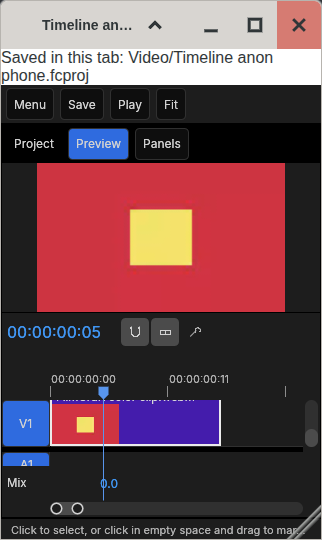 Timeline an...
Saved in this tab: Video/Timeline anon
phone.fcproj
Menu Save Play Fit
Project Preview Panels
00:00:00:05
00:00:00:00 00:00:00:11
V1
A1
Mix 0.0
Click to select, or click in empty space and drag to mar...